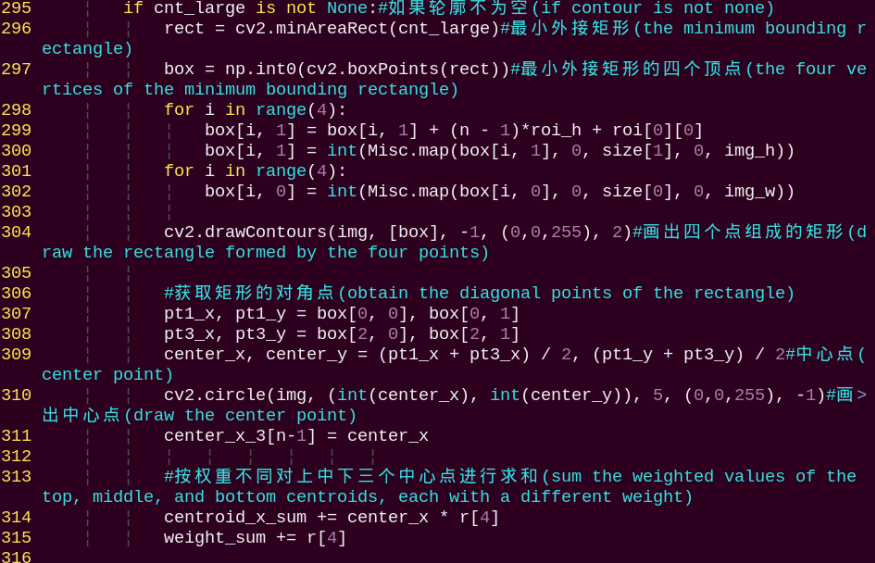 295 if cnt_large is not None:#如果轮廓不为空(if contour is not none)
296 rect = cv2.minAreaRect(cnt_large)#最小外接矩形(the minimum bounding r
ectangle)
297 box = np.int0(cv2.boxPoints(rect))#最小外接矩形的四个顶点(the four ve
rtices of the minimum bounding rectangle)
298 for i in range(4):
299 box[i, 1] = box[i, 1] + (n - 1)*roi_h + roi[0][0]
300 box[i, 1] = int(Misc.map(box[i, 1], 0, size[1], 0, img_h))
301 for i in range(4):
302 box[i, 0] = int(Misc.map(box[i, 0], 0, size[0], 0, img_w))
303
304 cv2.drawContours(img, [box], -1, (0,0,255), 2)#画出四个点组成的矩形(d
raw the rectangle formed by the four points)
305
306 #获取矩形的对角点(obtain the diagonal points of the rectangle)
307 pt1_x, pt1_y = box[0, 0], box[0, 1]
308 pt3_x, pt3_y = box[2, 0], box[2, 1]
309 center_x, center_y = (pt1_x + pt3_x) / 2, (pt1_y + pt3_y) / 2#中心点(
center point)
310 cv2.circle(img, (int(center_x), int(center_y)), 5, (0,0,255), -1)#画>
出中心点(draw the center point)
311 center_x_3[n-1] = center_x
312
313 #按权重不同对上中下三个中心点进行求和(sum the weighted values of the
top, middle, and bottom centroids, each with a different weight)
314 centroid_x_sum += center_x * r[4]
315 weight_sum += r[4]
316